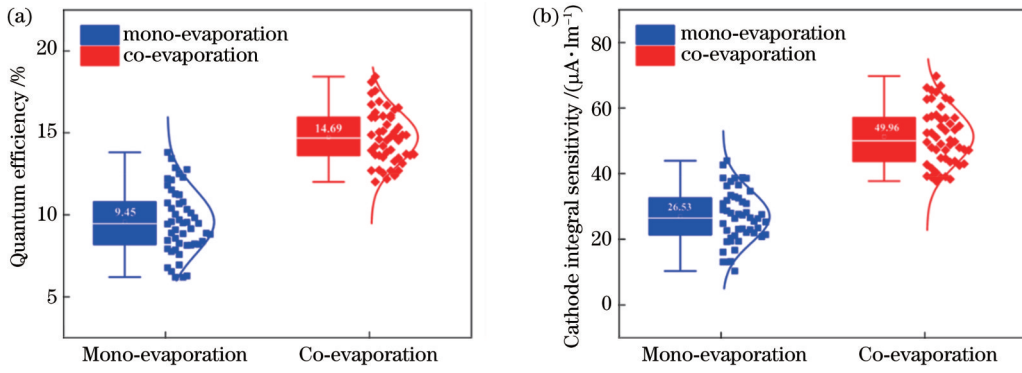 (a)
mono-evaporation
co-evaporation
Quantum efficiency /%
20
15
10
5
9.45
14.69
Mono-evaporation
Co-evaporation
(b)
mono-evaporation
co-evaporation
Cathode integral sensitivity /(μA·lm⁻¹)
80
60
40
20
0
26.53
49.96
Mono-evaporation
Co-evaporation